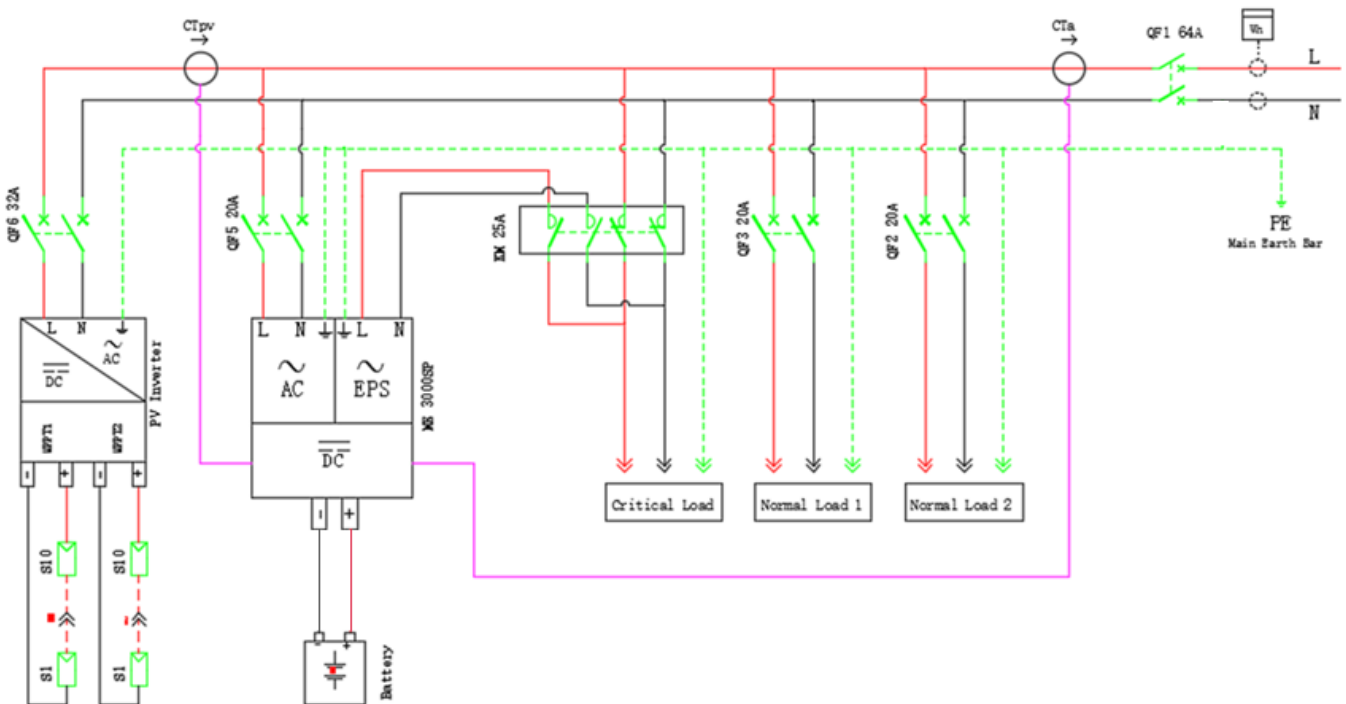 CTpv
CTa
QF1 64A
Wh
L
N
QF6 32A
QF5 20A
KM 25A
QF3 20A
QF2 20A
PE
Main Earth Bar
L N
AC
DC
PV Inverter
MPPT1
MPPT2
- + - +
L N
L N
AC
EPS
DC
ME 3000SP
- +
Critical Load
Normal Load 1
Normal Load 2
S10
S10
S1
S1
- +
Battery